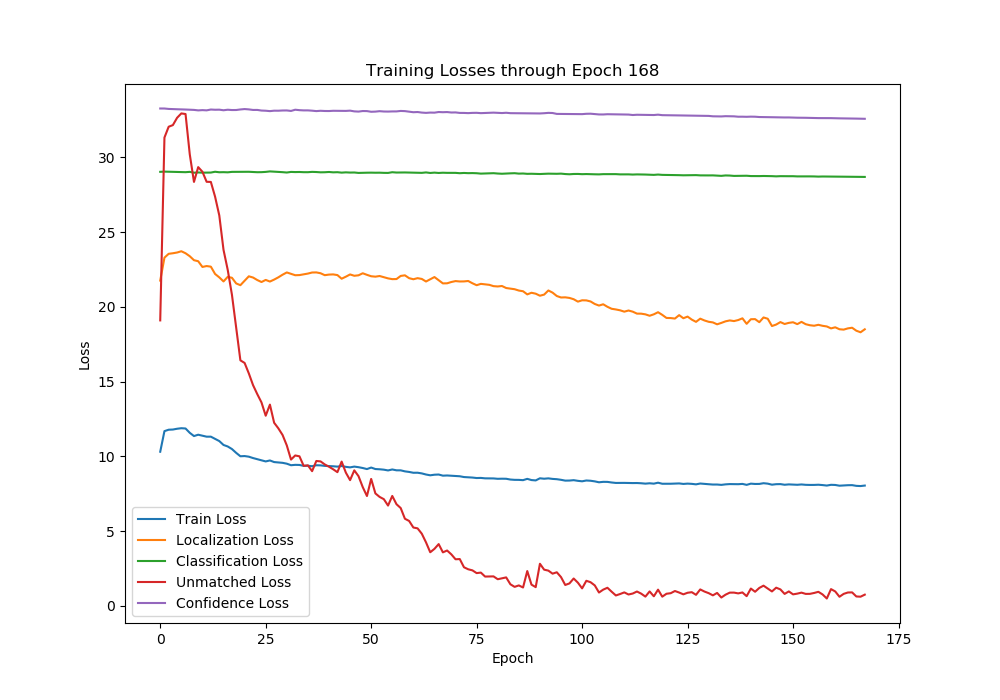 Training Losses through Epoch 168
Loss
30
25
20
15
10
5
0
Train Loss
Localization Loss
Classification Loss
Unmatched Loss
Confidence Loss
0 25 50 75 100 125 150 175
Epoch